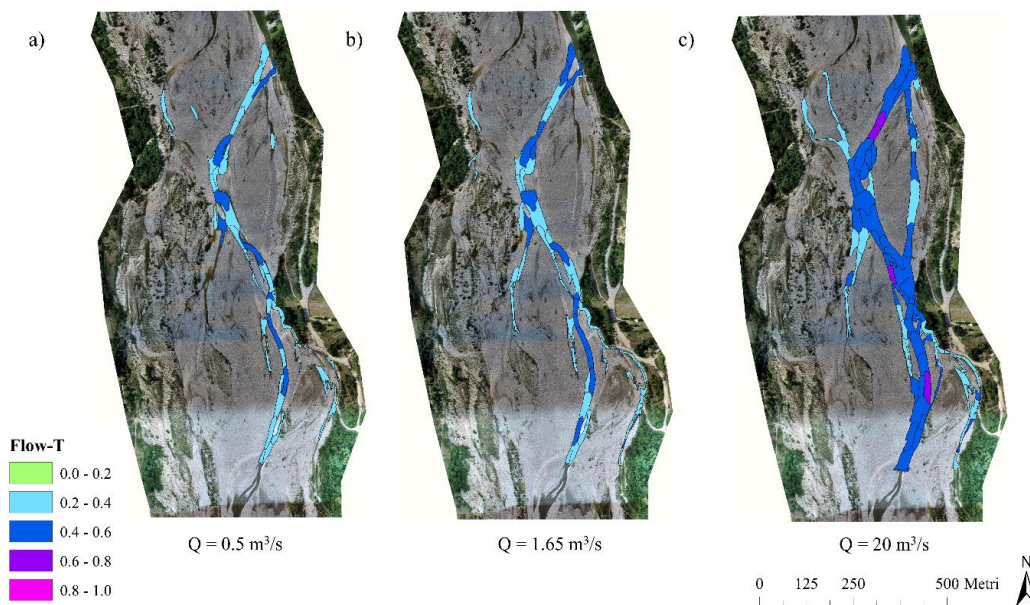 a)
b)
c)
Flow-T
0.0 - 0.2
0.2 - 0.4
0.4 - 0.6
0.6 - 0.8
0.8 - 1.0
Q = 0.5 m³/s
Q = 1.65 m³/s
Q = 20 m³/s
0 125 250 500 Metri
N